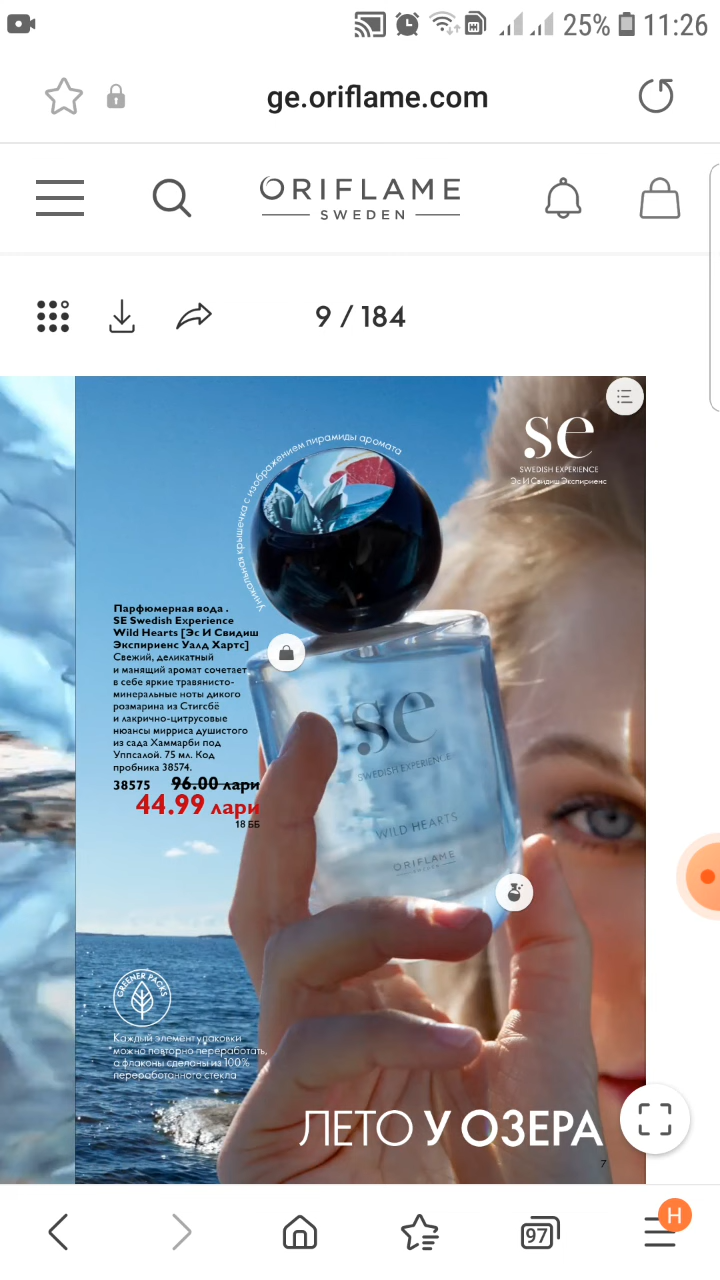 25% 11:26
ge.oriflame.com
ORIFLAME
SWEDEN
9 / 184
se
SWEDISH EXPERIENCE
Эс И Свидиш Экспириенс
Уникальная крышечка с изображением пирамиды аромата
Парфюмерная вода .
SE Swedish Experience
Wild Hearts [Эс И Свидиш
Экспириенс Уалд Хартс]
Свежий, деликатный
и манящий аромат сочетает
в себе яркие травянисто-
минеральные ноты дикого
розмарина из Стигсбё
и лакрично-цитрусовые
нюансы мирриса душистого
из сада Хаммарби под
Уппсалой. 75 мл. Код
пробника 38574.
38575 96.00 лари
44.99 лари
18 ББ
se
SWEDISH EXPERIENCE
WILD HEARTS
ORIFLAME
SWEDEN
GREENER PACKS
Каждый элемент упаковки
можно повторно переработать,
а флаконы сделаны из 100%
переработанного стекла
ЛЕТО У ОЗЕРА
7
97
Н